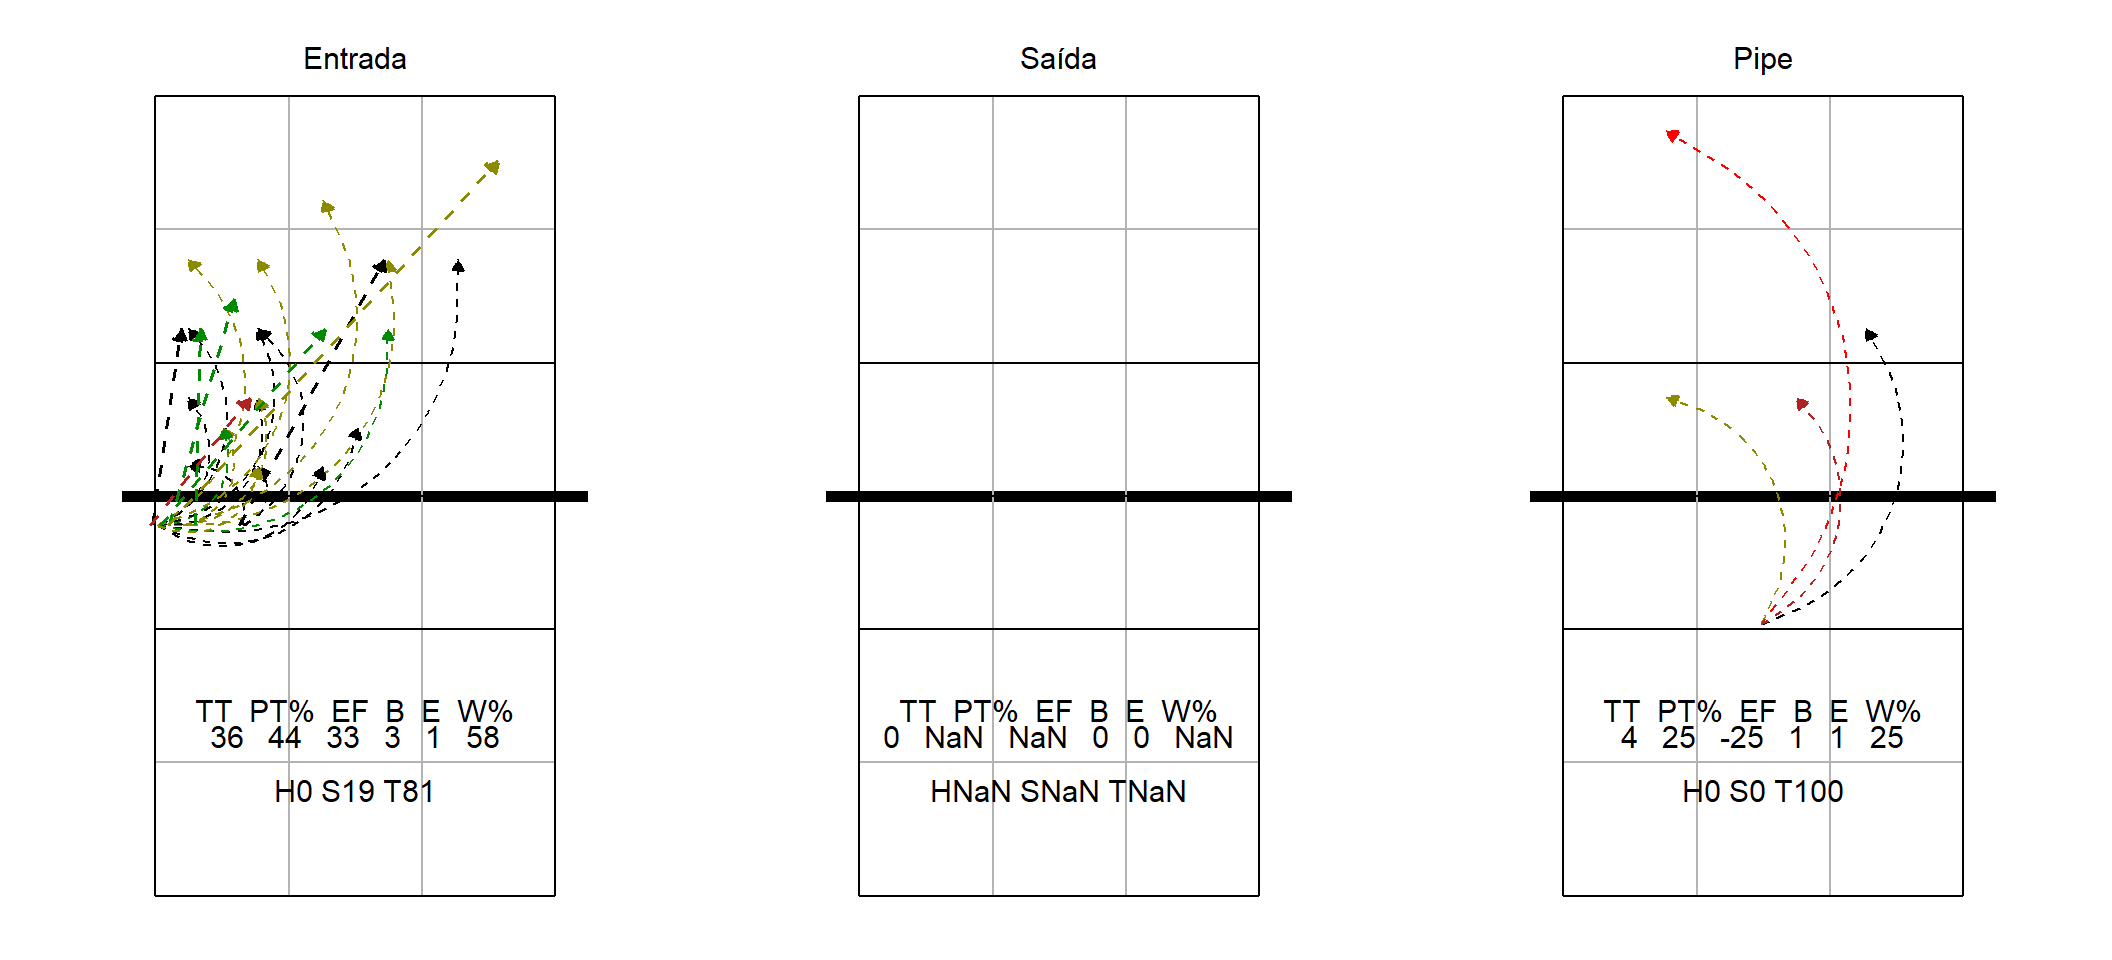 Entrada
TT PT% EF B E W%
36 44 33 3 1 58
H0 S19 T81
Saída
TT PT% EF B E W%
0 NaN NaN 0 0 NaN
HNaN SNaN TNaN
Pipe
TT PT% EF B E W%
4 25 -25 1 1 25
H0 S0 T100